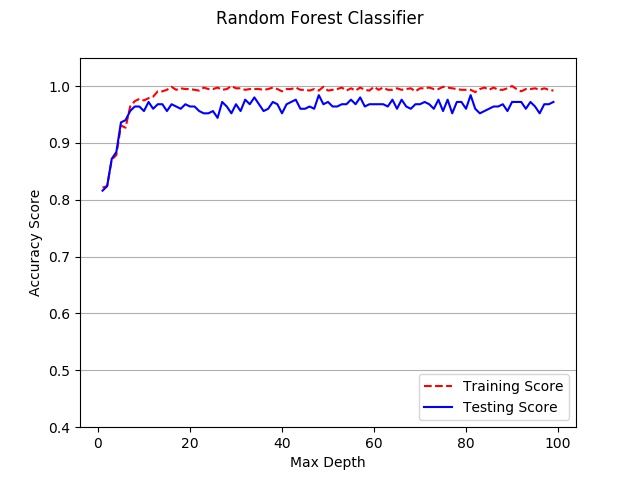 Random Forest Classifier
1.0
0.9
0.8
0.7
0.6
0.5
0.4
Accuracy Score
Training Score
Testing Score
0 20 40 60 80 100
Max Depth